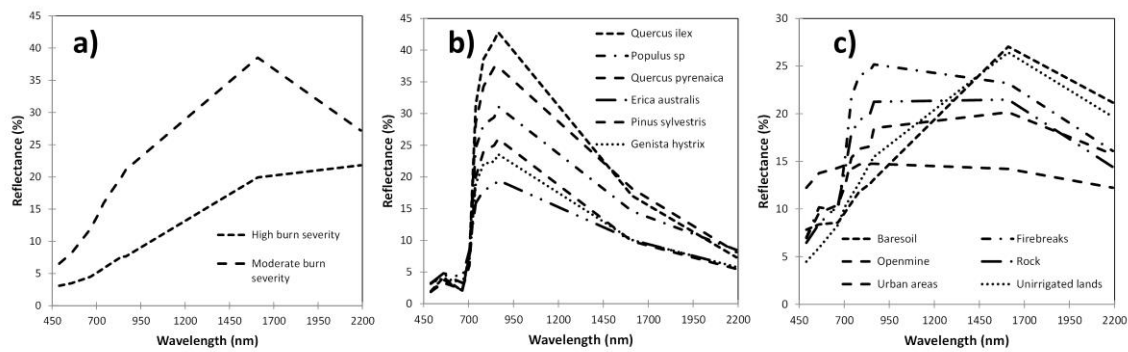 a)
45
40
35
30
25
20
15
10
5
0
Reflectance (%)
High burn severity
Moderate burn
severity
450 700 950 1200 1450 1700 1950 2200
Wavelength (nm)
b)
45
40
35
30
25
20
15
10
5
0
Reflectance (%)
Quercus ilex
Populus sp
Quercus pyrenaica
Erica australis
Pinus sylvestris
Genista hystrix
450 700 950 1200 1450 1700 1950 2200
Wavelength (nm)
c)
30
25
20
15
10
5
0
Reflectance (%)
Baresoil Firebreaks
Openmine Rock
Urban areas Unirrigated lands
450 700 950 1200 1450 1700 1950 2200
Wavelength (nm)